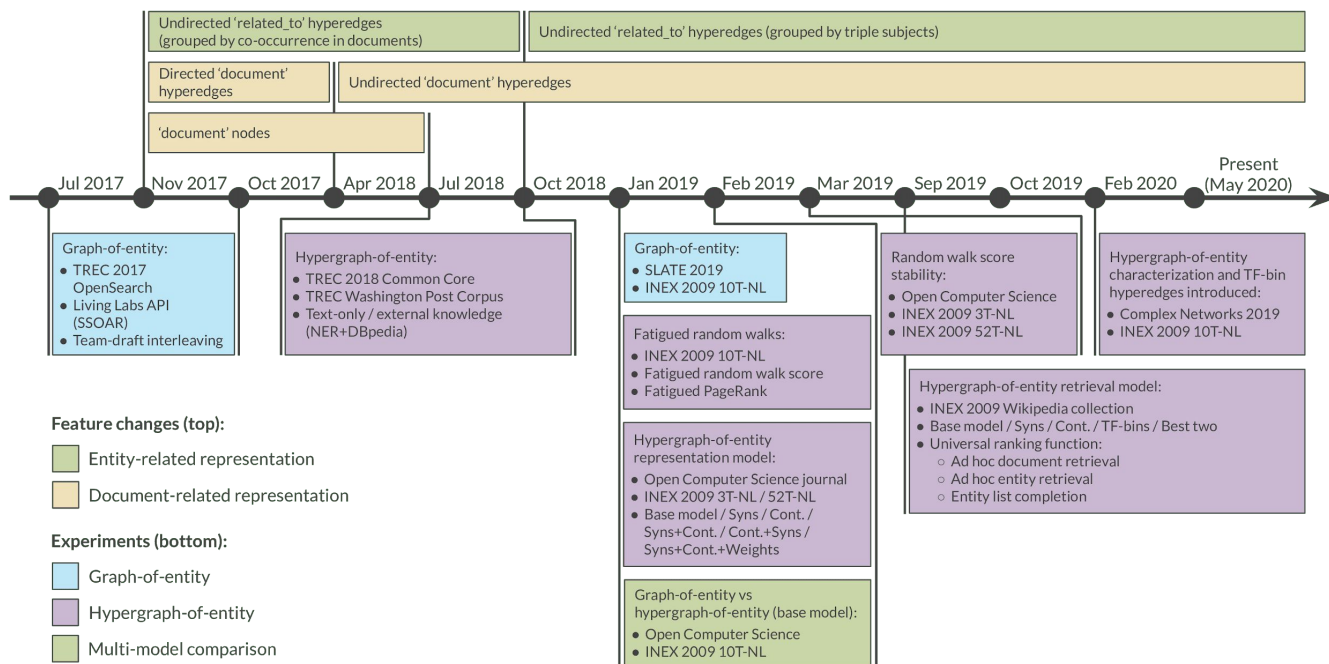 Undirected ‘related_to’ hyperedges
(grouped by co-occurrence in documents)
Undirected ‘related_to’ hyperedges (grouped by triple subjects)
Directed ‘document’
hyperedges
Undirected ‘document’ hyperedges
‘document’ nodes
Jul 2017
Nov 2017
Oct 2017
Apr 2018
Jul 2018
Oct 2018
Jan 2019
Feb 2019
Mar 2019
Sep 2019
Oct 2019
Feb 2020
Present
(May 2020)
Graph-of-entity:
● TREC 2017
OpenSearch
● Living Labs API
(SSOAR)
● Team-draft interleaving
Hypergraph-of-entity:
● TREC 2018 Common Core
● TREC Washington Post Corpus
● Text-only / external knowledge
(NER+DBpedia)
Graph-of-entity:
● SLATE 2019
● INEX 2009 10T-NL
Fatigued random walks:
● INEX 2009 10T-NL
● Fatigued random walk score
● Fatigued PageRank
Hypergraph-of-entity
representation model:
● Open Computer Science journal
● INEX 2009 3T-NL / 52T-NL
● Base model / Syns / Cont. /
Syns+Cont. / Cont.+Syns /
Syns+Cont.+Weights
Graph-of-entity vs
hypergraph-of-entity (base model):
● Open Computer Science
● INEX 2009 10T-NL
Random walk score
stability:
● Open Computer Science
● INEX 2009 3T-NL
● INEX 2009 52T-NL
Hypergraph-of-entity
characterization and TF-bin
hyperedges introduced:
● Complex Networks 2019
● INEX 2009 10T-NL
Hypergraph-of-entity retrieval model:
● INEX 2009 Wikipedia collection
● Base model / Syns / Cont. / TF-bins / Best two
● Universal ranking function:
○ Ad hoc document retrieval
○ Ad hoc entity retrieval
○ Entity list completion
Feature changes (top):
Entity-related representation
Document-related representation
Experiments (bottom):
Graph-of-entity
Hypergraph-of-entity
Multi-model comparison